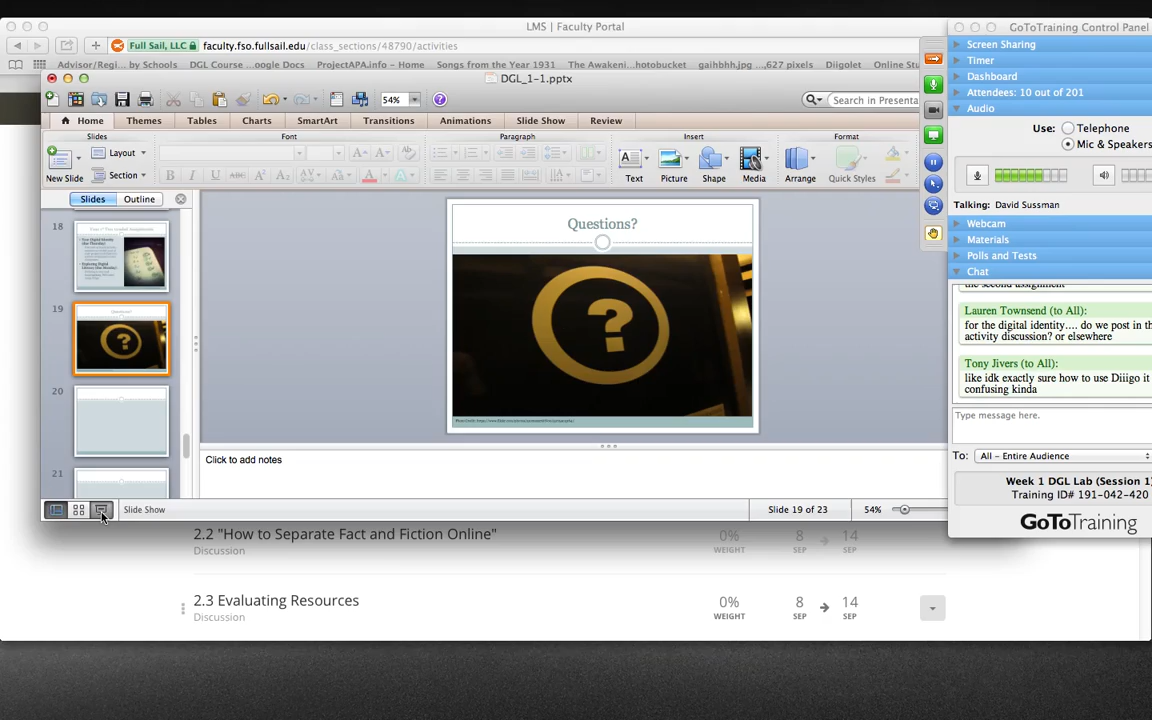 LMS | Faculty Portal
Full Sail, LLC
faculty.fso.fullsail.edu/class_sections/48790/activities
Advisor/Regi... by Schools
DGL Course ...oogle Docs
ProjectAPA.info - Home
Songs from the Year 1931
The Awakeni...hotobucket
gaihbhh.jpg ...,627 pixels
Diigolet
Online Stu
DGL_1-1.pptx
54%
Search in Presenta
Home
Themes
Tables
Charts
SmartArt
Transitions
Animations
Slide Show
Review
Slides
Font
Paragraph
Insert
Format
New Slide
Layout
Section
Text
Picture
Shape
Media
Arrange
Quick Styles
Slides
Outline
18
19
20
21
Questions?
?
Click to add notes
Slide Show
Slide 19 of 23
54%
2.2 "How to Separate Fact and Fiction Online"
Discussion
0%
WEIGHT
8
SEP
14
SEP
2.3 Evaluating Resources
Discussion
0%
WEIGHT
8
SEP
14
SEP
GoToTraining Control Panel
Screen Sharing
Timer
Dashboard
Attendees: 10 out of 201
Audio
Use:
Telephone
Mic & Speakers
Talking: David Sussman
Webcam
Materials
Polls and Tests
Chat
the second assignment
Lauren Townsend (to All):
for the digital identity.... do we post in th
activity discussion? or elsewhere
Tony Jivers (to All):
like idk exactly sure how to use Diiigo it
confusing kinda
Type message here.
To:
All - Entire Audience
Week 1 DGL Lab (Session 1)
Training ID# 191-042-420
GoToTraining